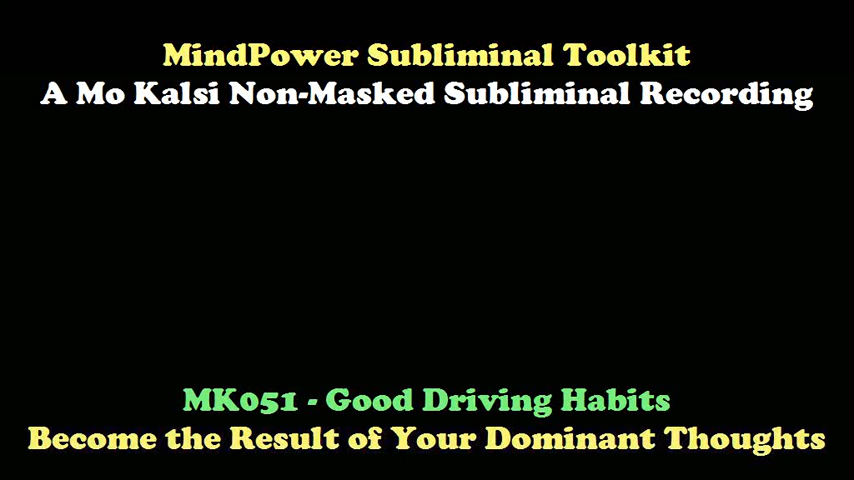 MindPower Subliminal Toolkit
A Mo Kalsi Non-Masked Subliminal Recording
MK051 - Good Driving Habits
Become the Result of Your Dominant Thoughts